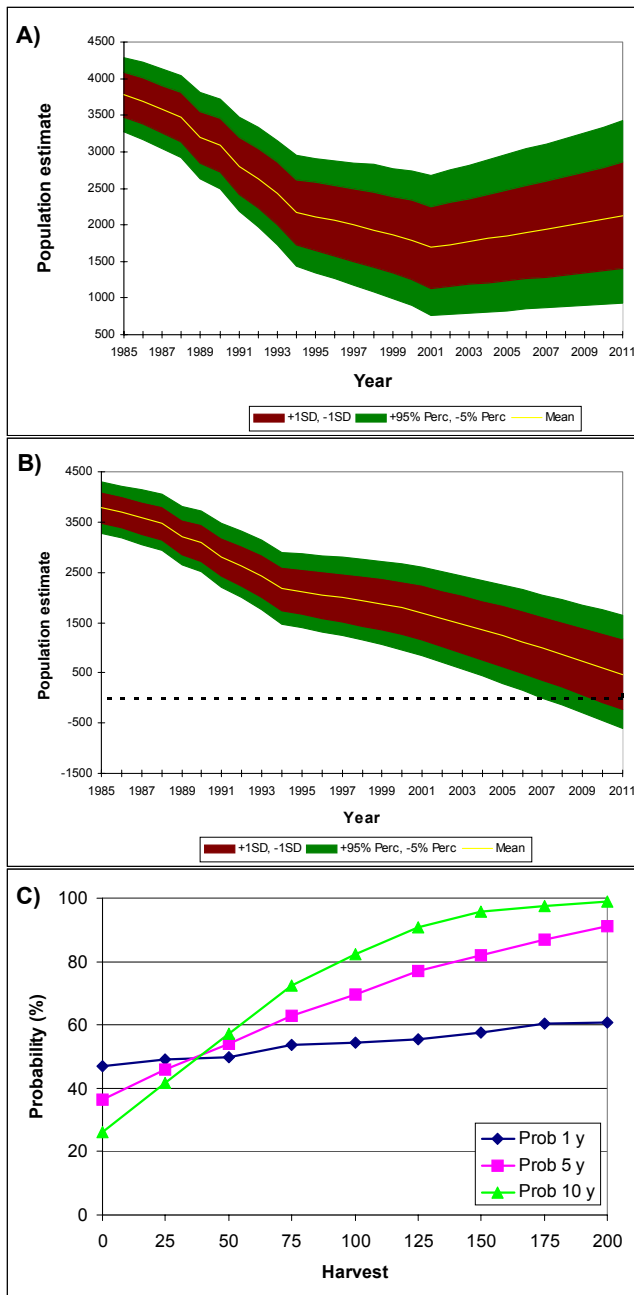 A)
4500
4000
3500
3000
2500
2000
1500
1000
500
Population estimate
1985 1987 1989 1991 1993 1995 1997 1999 2001 2003 2005 2007 2009 2011
Year
+1SD, -1SD +95% Perc, -5% Perc Mean
B)
4500
3500
2500
1500
500
-500
-1500
Population estimate
1985 1987 1989 1991 1993 1995 1997 1999 2001 2003 2005 2007 2009 2011
Year
+1SD, -1SD +95% Perc, -5% Perc Mean
C)
100
80
60
40
20
0
Probability (%)
Prob 1 y
Prob 5 y
Prob 10 y
0 25 50 75 100 125 150 175 200
Harvest